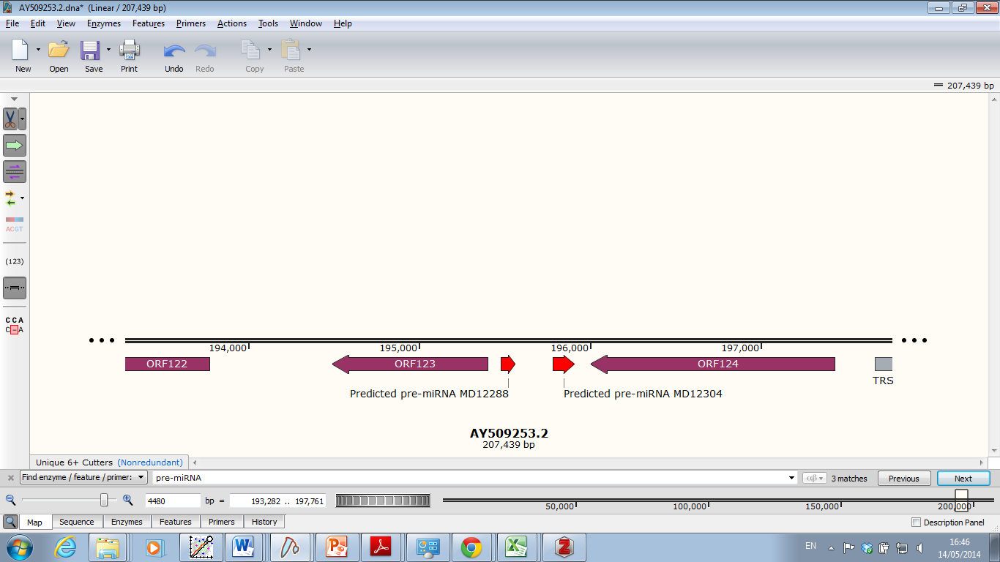 AY509253.2.dna* (Linear / 207,439 bp)
File Edit View Enzymes Features Primers Actions Tools Window Help
New Open Save Print Undo Redo Copy Paste
207,439 bp
ACGT
(123)
C C A
C – A
194,000 195,000 196,000 197,000
ORF122 ORF123 ORF124
TRS
Predicted pre-miRNA MD12288 Predicted pre-miRNA MD12304
AY509253.2
207,439 bp
Unique 6+ Cutters (Nonredundant)
Find enzyme / feature / primer: pre-miRNA αβ 3 matches Previous Next
4480 bp = 193,282 .. 197,761 50,000 100,000 150,000 200,000
Map Sequence Enzymes Features Primers History Description Panel
EN 16:46
14/05/2014